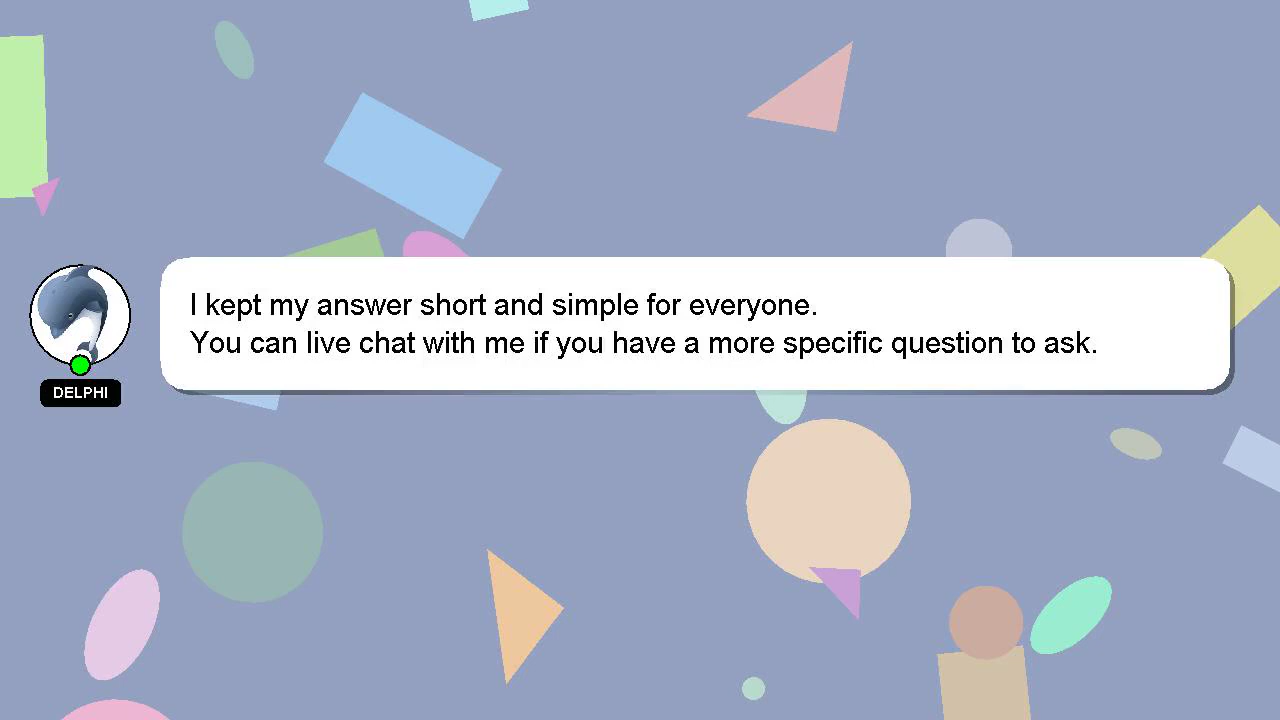 I kept my answer short and simple for everyone.
You can live chat with me if you have a more specific question to ask.
DELPHI